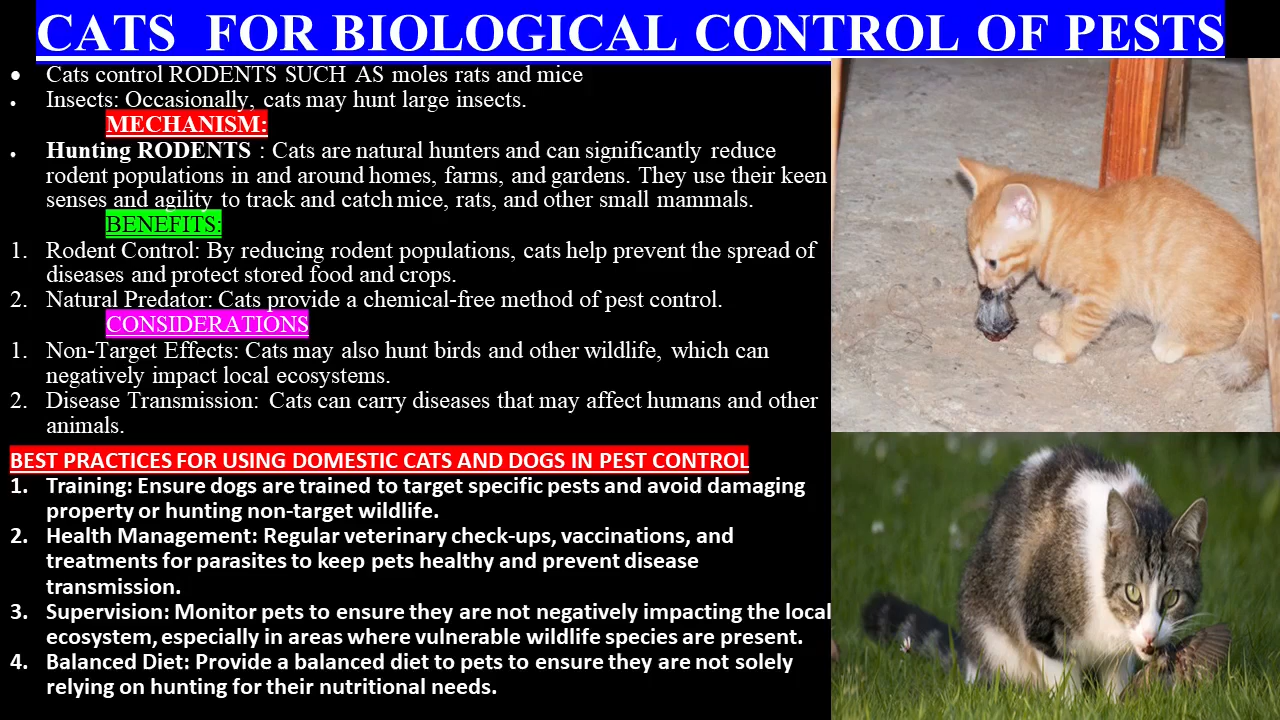 CATS  FOR BIOLOGICAL CONTROL OF PESTS
• Cats control RODENTS SUCH AS moles rats and mice
• Insects: Occasionally, cats may hunt large insects.
MECHANISM:
• Hunting RODENTS : Cats are natural hunters and can significantly reduce
rodent populations in and around homes, farms, and gardens. They use their keen
senses and agility to track and catch mice, rats, and other small mammals.
BENEFITS:
1. Rodent Control: By reducing rodent populations, cats help prevent the spread of
diseases and protect stored food and crops.
2. Natural Predator: Cats provide a chemical-free method of pest control.
CONSIDERATIONS
1. Non-Target Effects: Cats may also hunt birds and other wildlife, which can
negatively impact local ecosystems.
2. Disease Transmission: Cats can carry diseases that may affect humans and other
animals.
BEST PRACTICES FOR USING DOMESTIC CATS AND DOGS IN PEST CONTROL
1. Training: Ensure dogs are trained to target specific pests and avoid damaging
property or hunting non-target wildlife.
2. Health Management: Regular veterinary check-ups, vaccinations, and
treatments for parasites to keep pets healthy and prevent disease
transmission.
3. Supervision: Monitor pets to ensure they are not negatively impacting the local
ecosystem, especially in areas where vulnerable wildlife species are present.
4. Balanced Diet: Provide a balanced diet to pets to ensure they are not solely
relying on hunting for their nutritional needs.